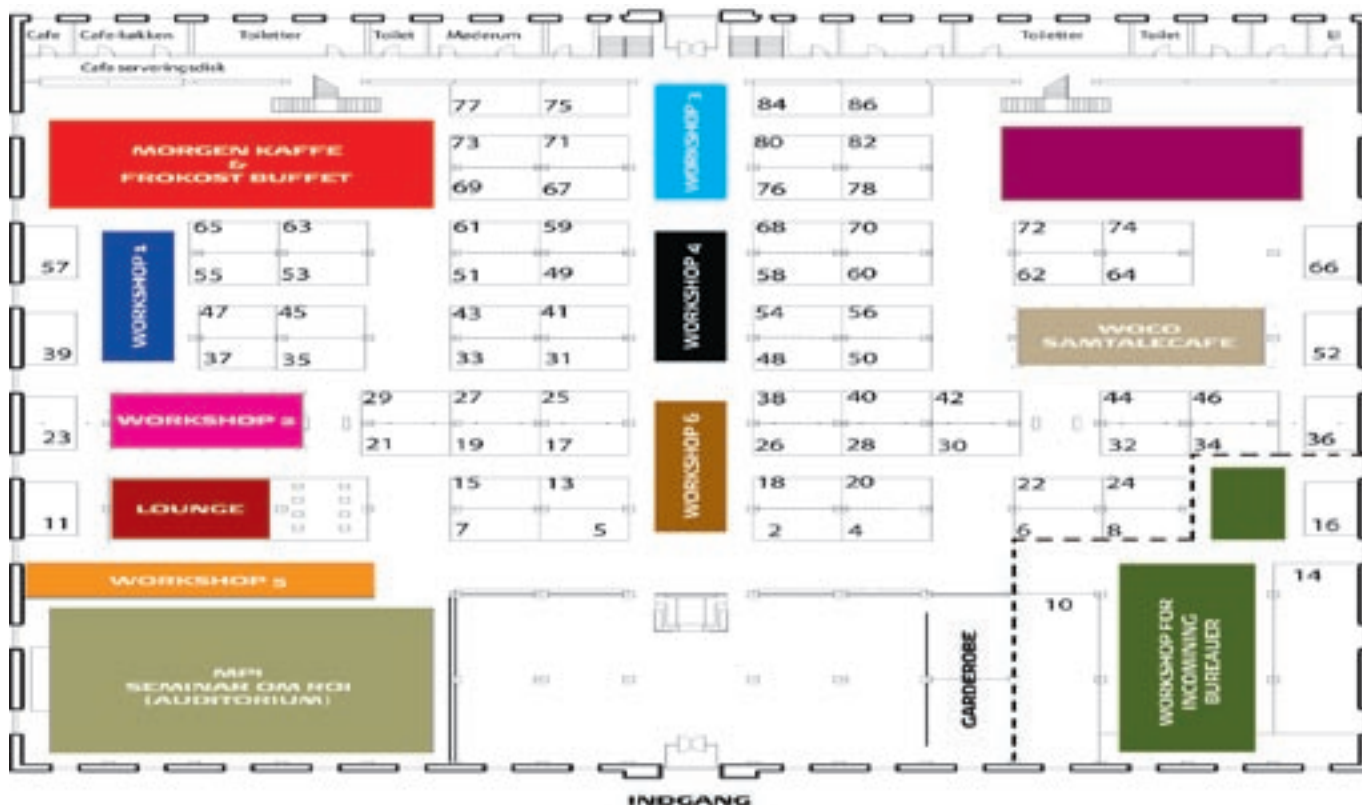 Cafe Cafe-køkken Toiletter Toilet Møderum Toiletter Toilet El
Cafe serveringsdisk
77 75 84 86
WORKSHOP 3
MORGEN KAFFE
&
FROKOST BUFFET
73 71 80 82
69 67 76 78
65 63 61 59 68 70 72 74
57 55 53 51 49 58 60 62 64 66
WORKSHOP 1
WORKSHOP 4
47 45 43 41 54 56
WOCO
SAMTALECAFE
39 37 35 33 31 48 50 52
29 27 25 38 40 42 44 46
WORKSHOP 2
23 21 19 17 26 28 30 32 34 36
WORKSHOP 6
15 13 18 20 22 24
LOUNGE
11 7 5 2 4 6 8 16
WORKSHOP 5
14
10
MPI
SEMINAR OM ROI
(AUDITORIUM)
GARDEROBE
WORKSHOP FOR
INCOMINING
BUREAUER
INDGANG